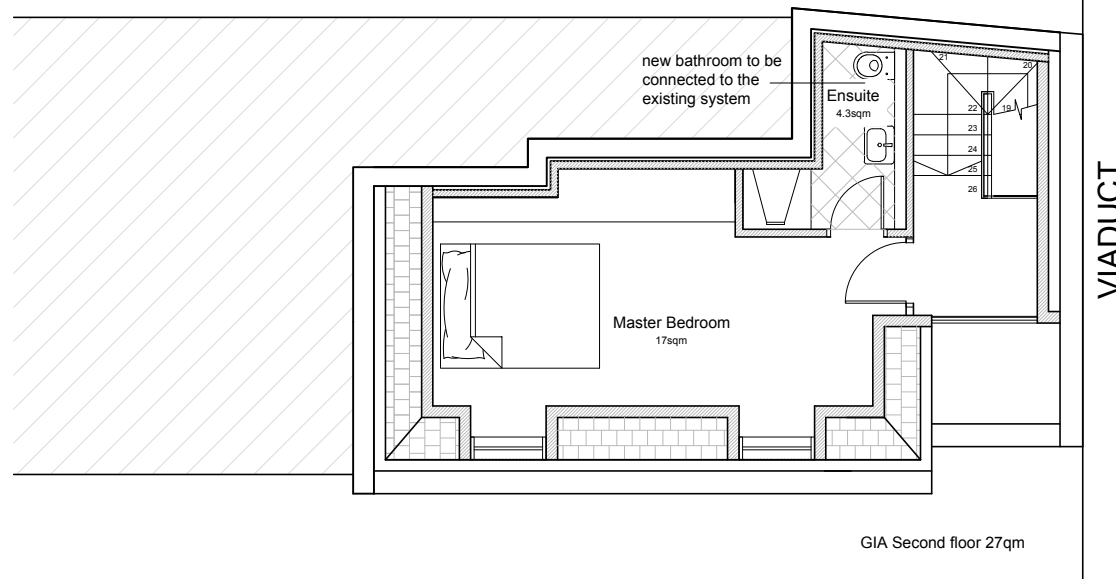 new bathroom to be
connected to the
existing system
Ensuite
4.3sqm
21
20
19
22
23
24
25
26
VIADUCT
Master Bedroom
17sqm
GIA Second floor 27qm